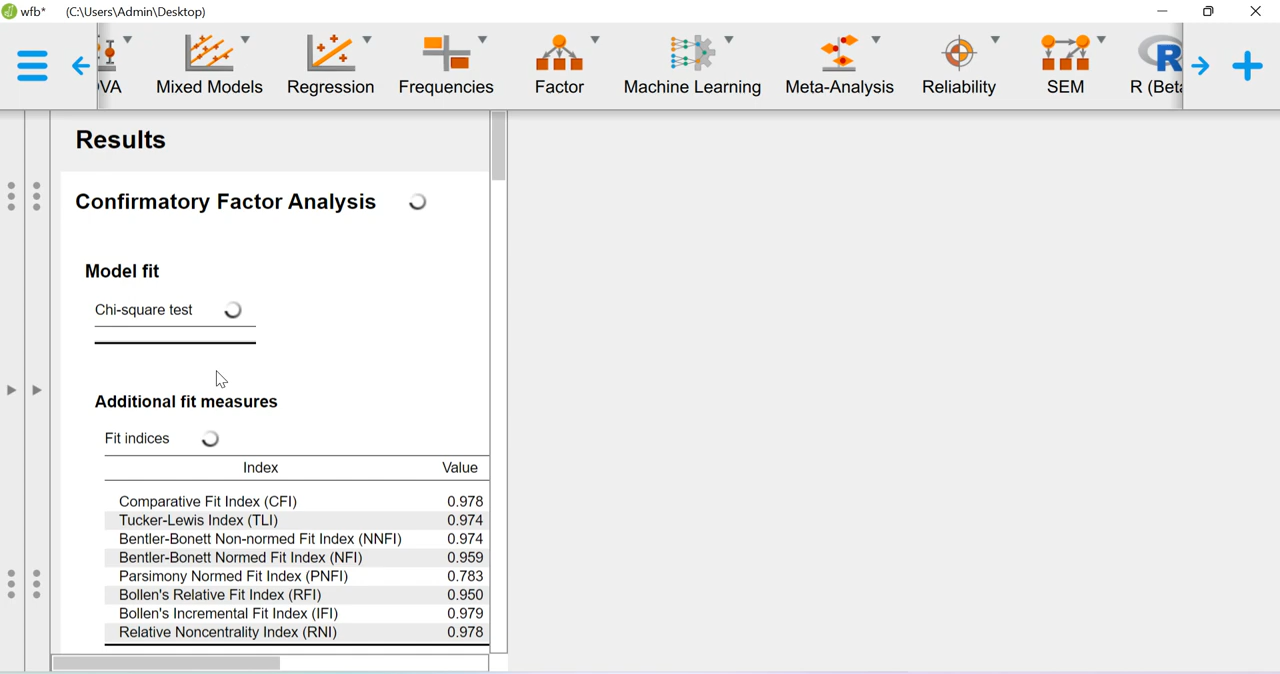 wfb* (C:\Users\Admin\Desktop)
VA Mixed Models Regression Frequencies Factor Machine Learning Meta-Analysis Reliability SEM R (Beta
Results
Confirmatory Factor Analysis
Model fit
Chi-square test
Additional fit measures
Fit indices
Index Value
Comparative Fit Index (CFI) 0.978
Tucker-Lewis Index (TLI) 0.974
Bentler-Bonett Non-normed Fit Index (NNFI) 0.974
Bentler-Bonett Normed Fit Index (NFI) 0.959
Parsimony Normed Fit Index (PNFI) 0.783
Bollen's Relative Fit Index (RFI) 0.950
Bollen's Incremental Fit Index (IFI) 0.979
Relative Noncentrality Index (RNI) 0.978